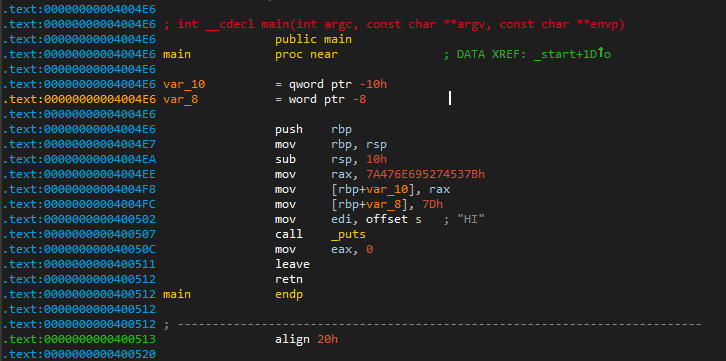 .text:00000000004004E6
.text:00000000004004E6 ; int __cdecl main(int argc, const char **argv, const char **envp)
.text:00000000004004E6                 public main
.text:00000000004004E6 main            proc near               ; DATA XREF: _start+1D↑o
.text:00000000004004E6
.text:00000000004004E6 var_10          = qword ptr -10h
.text:00000000004004E6 var_8           = word ptr -8
.text:00000000004004E6
.text:00000000004004E6                 push    rbp
.text:00000000004004E7                 mov     rbp, rsp
.text:00000000004004EA                 sub     rsp, 10h
.text:00000000004004EE                 mov     rax, 7A476E695274537Bh
.text:00000000004004F8                 mov     [rbp+var_10], rax
.text:00000000004004FC                 mov     [rbp+var_8], 7Dh
.text:0000000000400502                 mov     edi, offset s   ; "HI"
.text:0000000000400507                 call    _puts
.text:000000000040050C                 mov     eax, 0
.text:0000000000400511                 leave
.text:0000000000400512                 retn
.text:0000000000400512 main            endp
.text:0000000000400512
.text:0000000000400512 ; ---------------------------------------------------------------------------
.text:0000000000400513                 align 20h
.text:0000000000400520